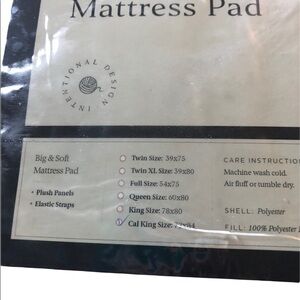 Mattress Pad
INTENTIONAL DESIGN
Big & Soft
Mattress Pad
• Plush Panels
• Elastic Straps
Twin Size: 39x75
Twin XL Size: 39x80
Full Size: 54x75
Queen Size: 60x80
King Size: 78x80
Cal King Size: 72x84
CARE INSTRUCTIO
Machine wash cold.
Air fluff or tumble dry.
SHELL: Polyester
FILL: 100% Polyester